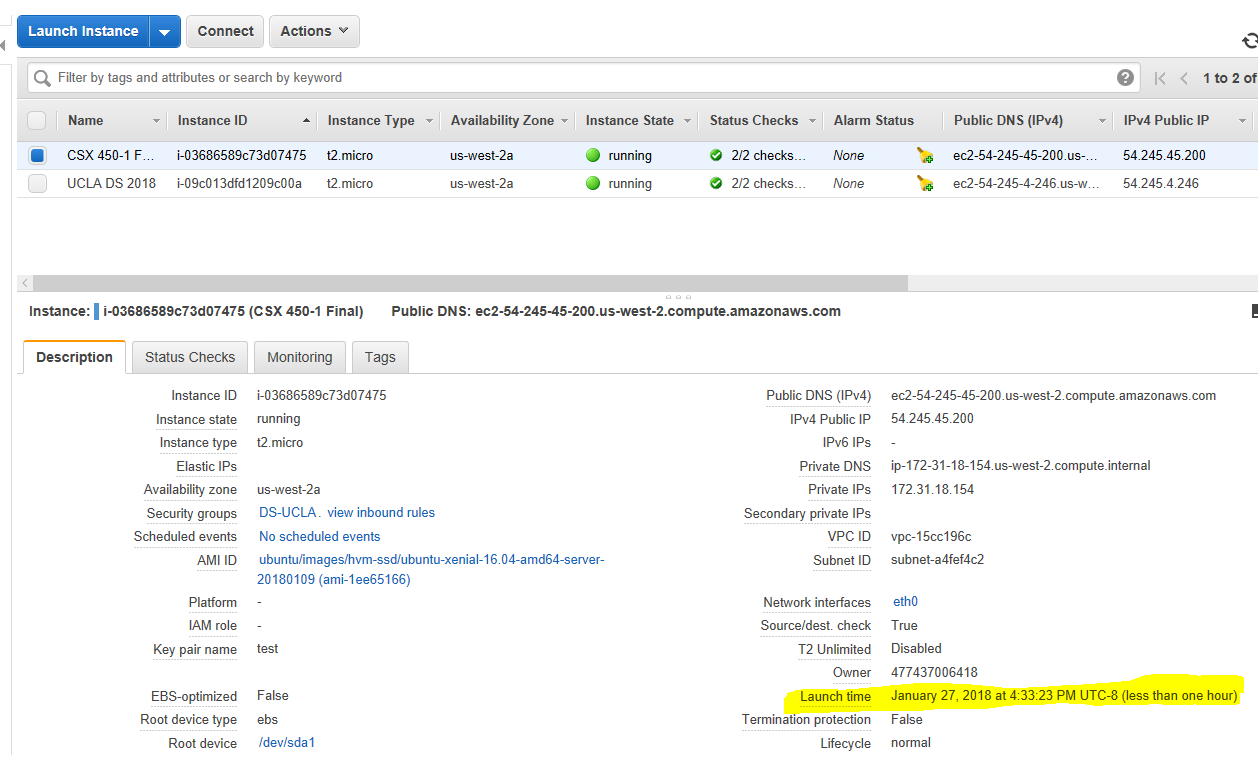 Launch Instance Connect Actions
Filter by tags and attributes or search by keyword 1 to 2 of
Name Instance ID Instance Type Availability Zone Instance State Status Checks Alarm Status Public DNS (IPv4) IPv4 Public IP
CSX 450-1 F... i-03686589c73d07475 t2.micro us-west-2a running 2/2 checks... None ec2-54-245-45-200.us-... 54.245.45.200
UCLA DS 2018 i-09c013dfd1209c00a t2.micro us-west-2a running 2/2 checks... None ec2-54-245-4-246.us-w... 54.245.4.246
Instance: i-03686589c73d07475 (CSX 450-1 Final) Public DNS: ec2-54-245-45-200.us-west-2.compute.amazonaws.com
Description Status Checks Monitoring Tags
Instance ID i-03686589c73d07475 Public DNS (IPv4) ec2-54-245-45-200.us-west-2.compute.amazonaws.com
Instance state running IPv4 Public IP 54.245.45.200
Instance type t2.micro IPv6 IPs -
Elastic IPs Private DNS ip-172-31-18-154.us-west-2.compute.internal
Availability zone us-west-2a Private IPs 172.31.18.154
Security groups DS-UCLA . view inbound rules Secondary private IPs
Scheduled events No scheduled events VPC ID vpc-15cc196c
AMI ID ubuntu/images/hvm-ssd/ubuntu-xenial-16.04-amd64-server- Subnet ID subnet-a4fef4c2
20180109 (ami-1ee65166)
Platform - Network interfaces eth0
IAM role - Source/dest. check True
Key pair name test T2 Unlimited Disabled
Owner 477437006418
EBS-optimized False Launch time January 27, 2018 at 4:33:23 PM UTC-8 (less than one hour)
Root device type ebs Termination protection False
Root device /dev/sda1 Lifecycle normal